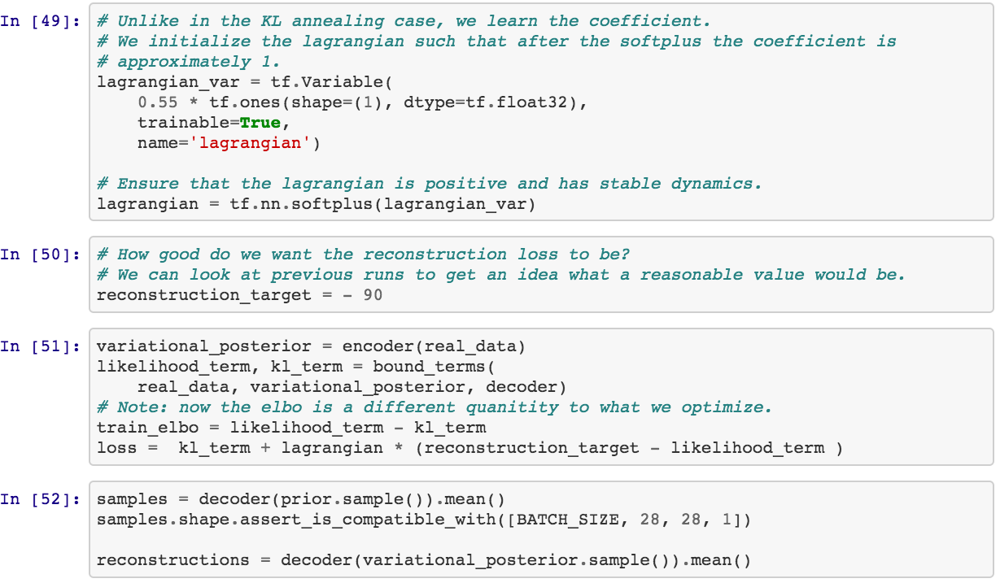 In [49]: # Unlike in the KL annealing case, we learn the coefficient.
# We initialize the lagrangian such that after the softplus the coefficient is
# approximately 1.
lagrangian_var = tf.Variable(
    0.55 * tf.ones(shape=(1), dtype=tf.float32),
    trainable=True,
    name='lagrangian')

# Ensure that the lagrangian is positive and has stable dynamics.
lagrangian = tf.nn.softplus(lagrangian_var)

In [50]: # How good do we want the reconstruction loss to be?
# We can look at previous runs to get an idea what a reasonable value would be.
reconstruction_target = - 90

In [51]: variational_posterior = encoder(real_data)
likelihood_term, kl_term = bound_terms(
    real_data, variational_posterior, decoder)
# Note: now the elbo is a different quanitity to what we optimize.
train_elbo = likelihood_term - kl_term
loss =  kl_term + lagrangian * (reconstruction_target - likelihood_term )

In [52]: samples = decoder(prior.sample()).mean()
samples.shape.assert_is_compatible_with([BATCH_SIZE, 28, 28, 1])

reconstructions = decoder(variational_posterior.sample()).mean()